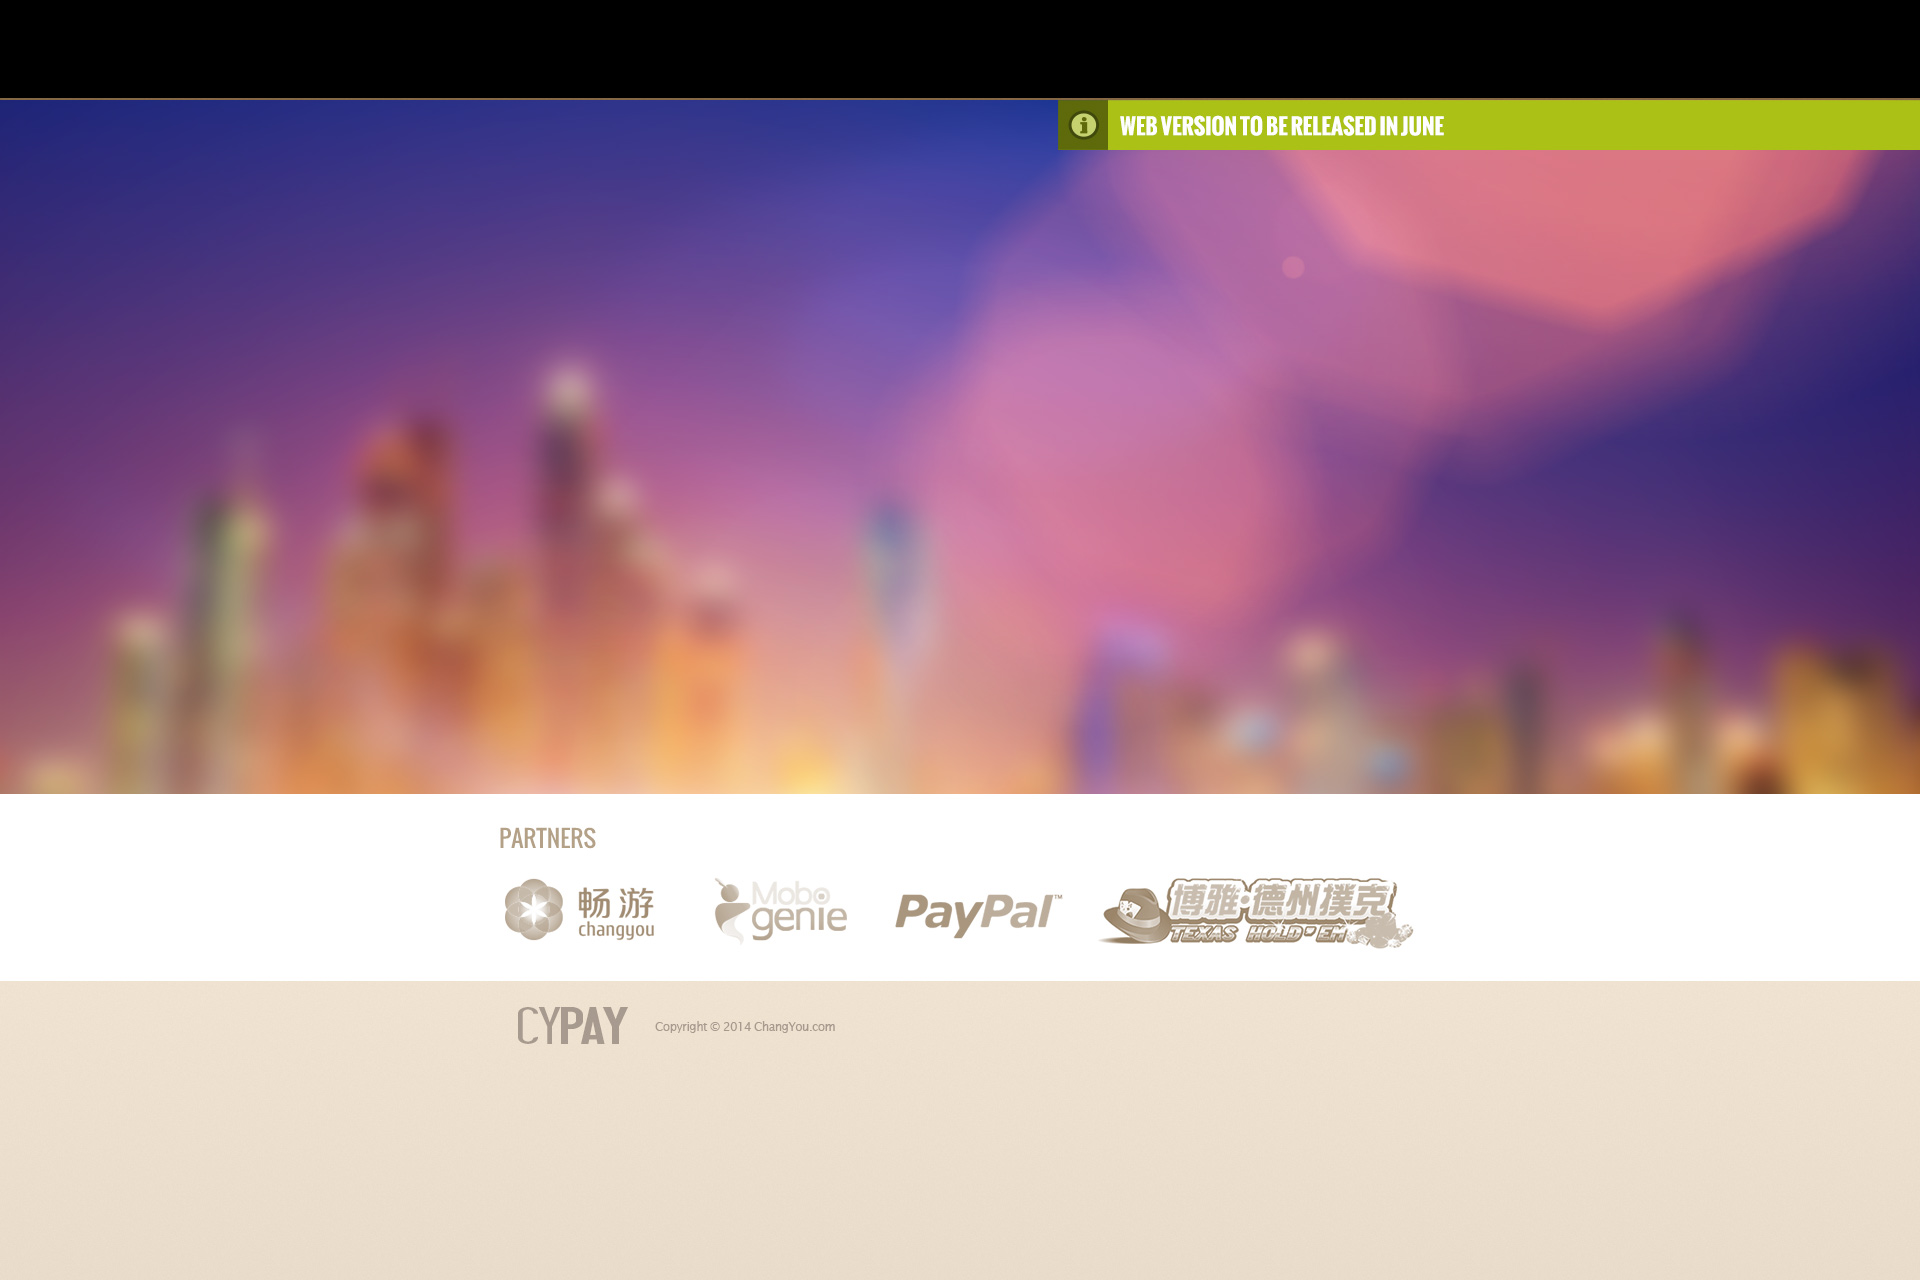 WEB VERSION TO BE RELEASED IN JUNE
PARTNERS
畅游
changyou
Mobo
genie
PayPal™
博雅·德州撲克
TEXAS HOLD'EM
CYPAY
Copyright © 2014 ChangYou.com